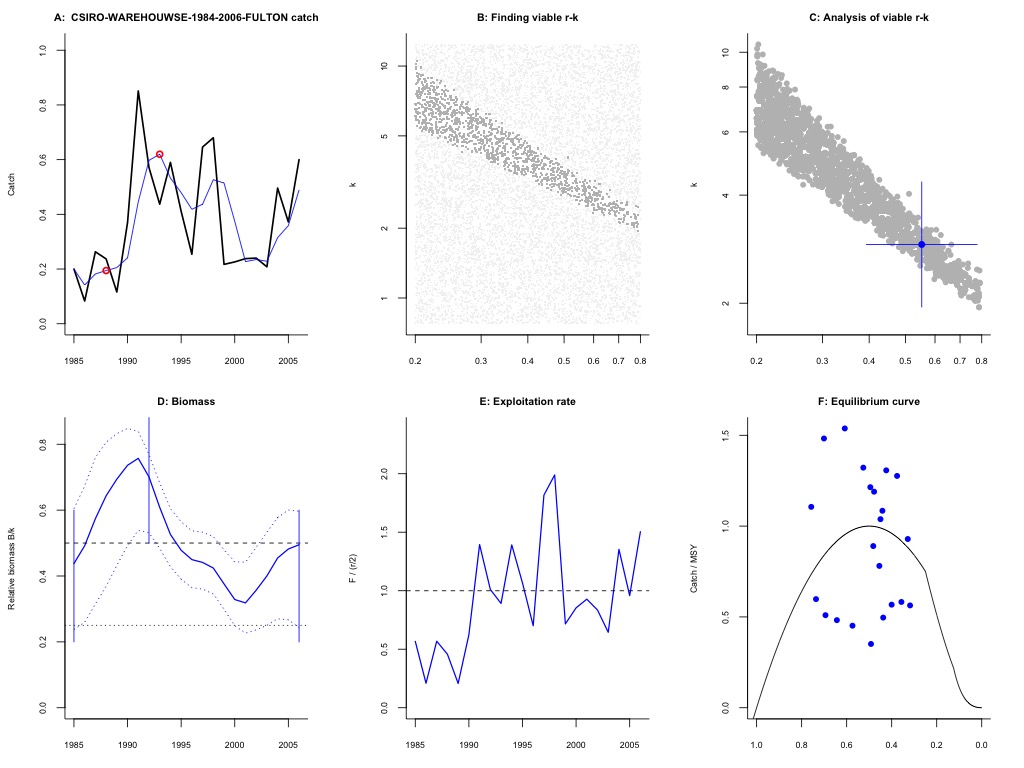 A: CSIRO-WAREHOUWSE-1984-2006-FULTON catch
Catch
0.0 0.2 0.4 0.6 0.8 1.0
1985 1990 1995 2000 2005
B: Finding viable r-k
k
1 2 5 10
0.2 0.3 0.4 0.5 0.6 0.7 0.8
C: Analysis of viable r-k
k
2 4 6 8 10
0.2 0.3 0.4 0.5 0.6 0.7 0.8
D: Biomass
Relative biomass B/k
0.0 0.2 0.4 0.6 0.8
1985 1990 1995 2000 2005
E: Exploitation rate
F / (r/2)
0.0 0.5 1.0 1.5 2.0
1985 1990 1995 2000 2005
F: Equilibrium curve
Catch / MSY
0.0 0.5 1.0 1.5
1.0 0.8 0.6 0.4 0.2 0.0